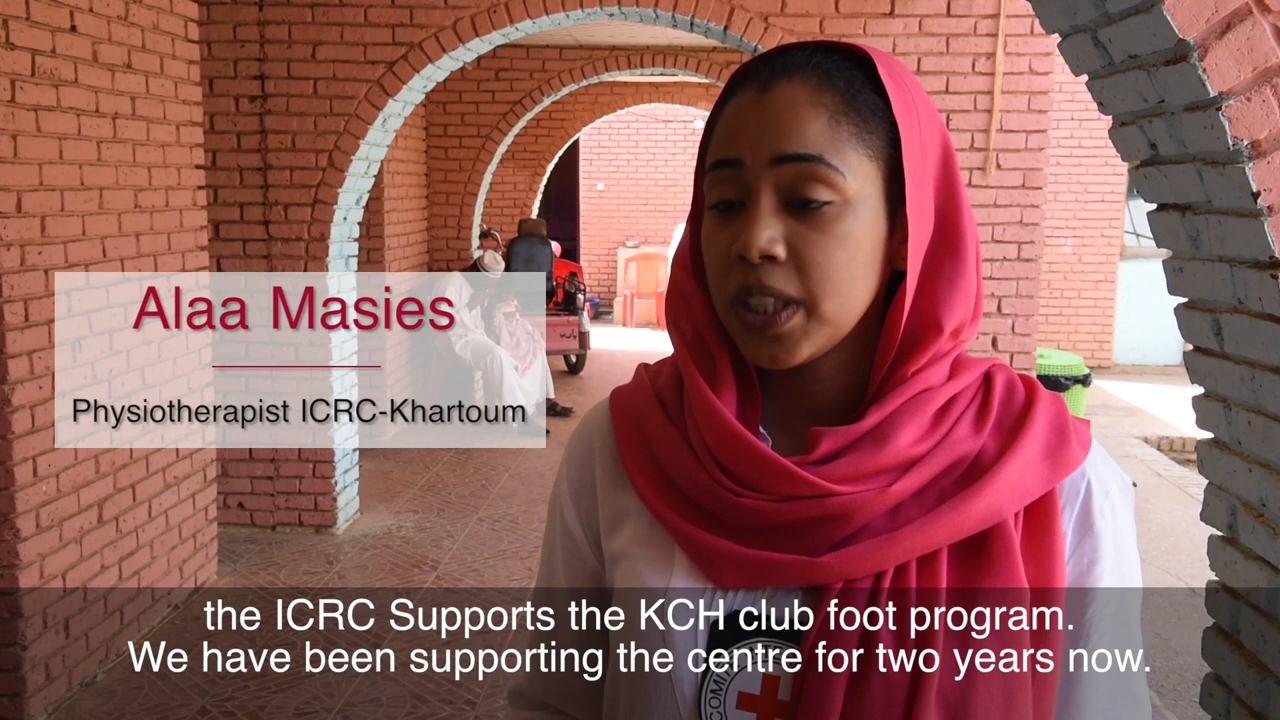 Alaa Masies
Physiotherapist ICRC-Khartoum
the ICRC Supports the KCH club foot program.
We have been supporting the centre for two years now.